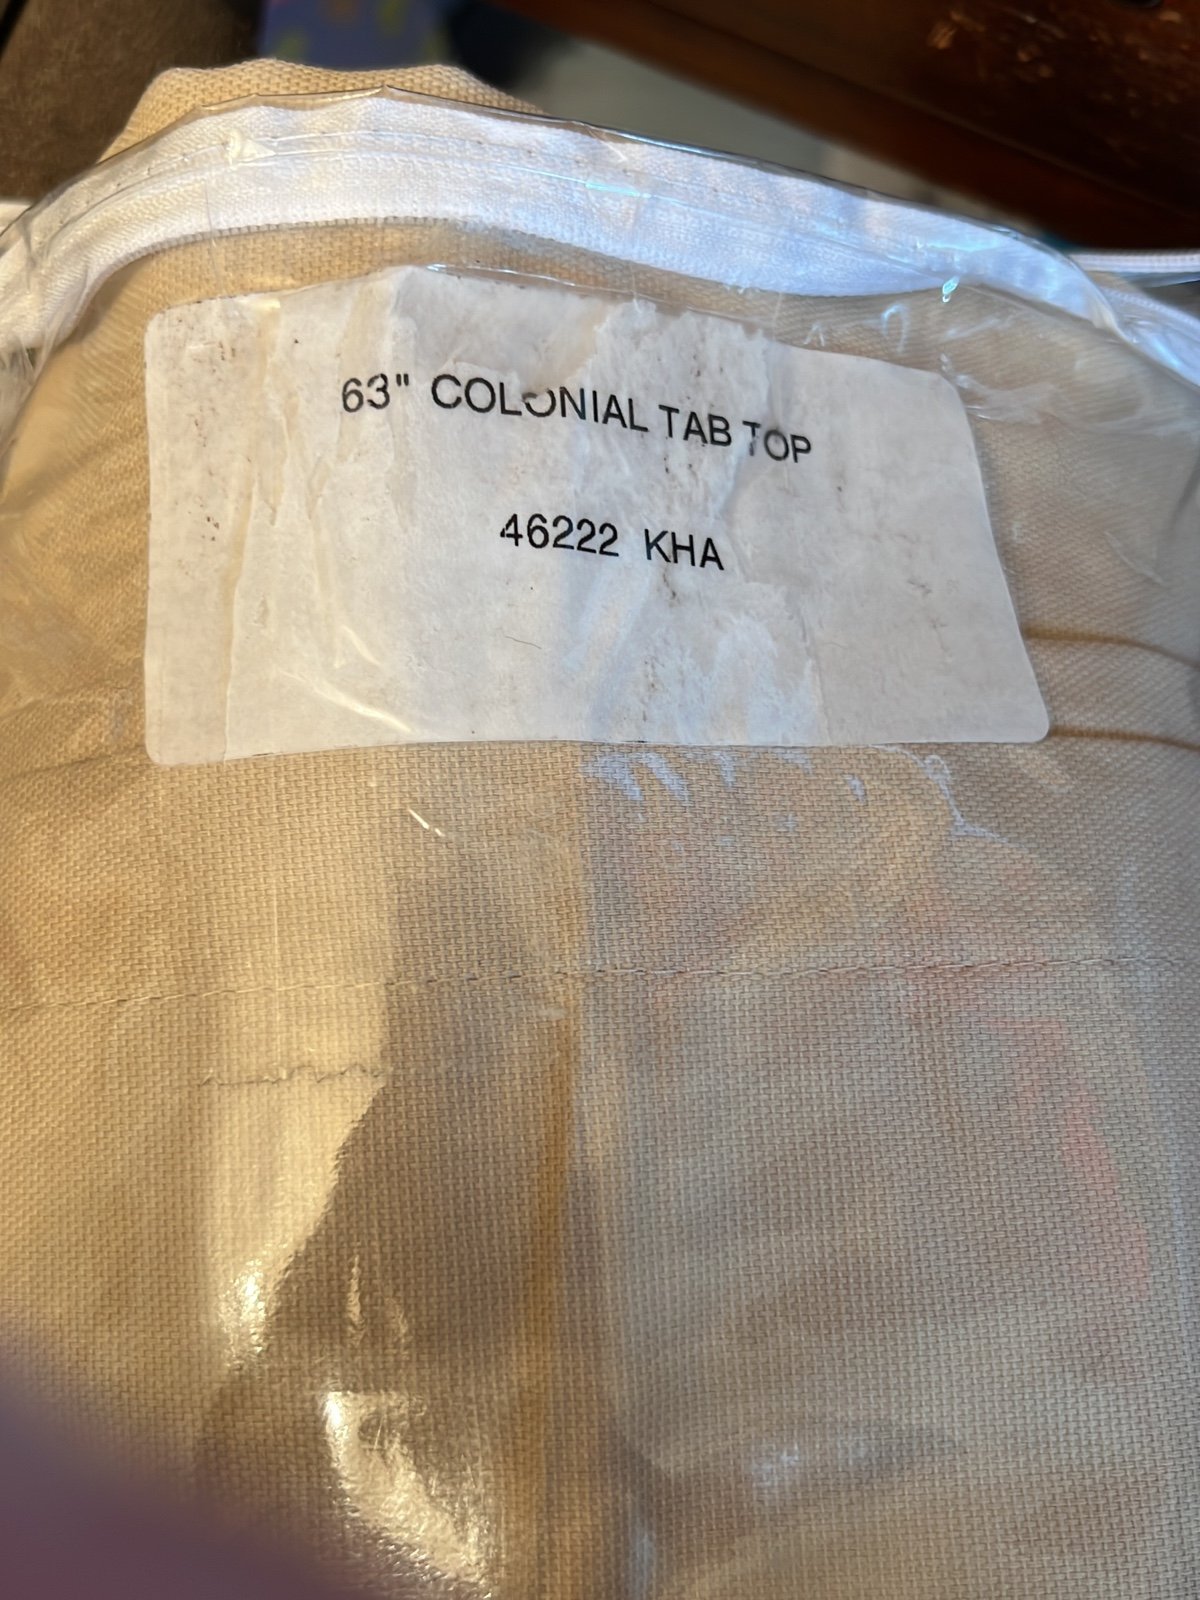 63" COLONIAL TAB TOP
46222 KHA